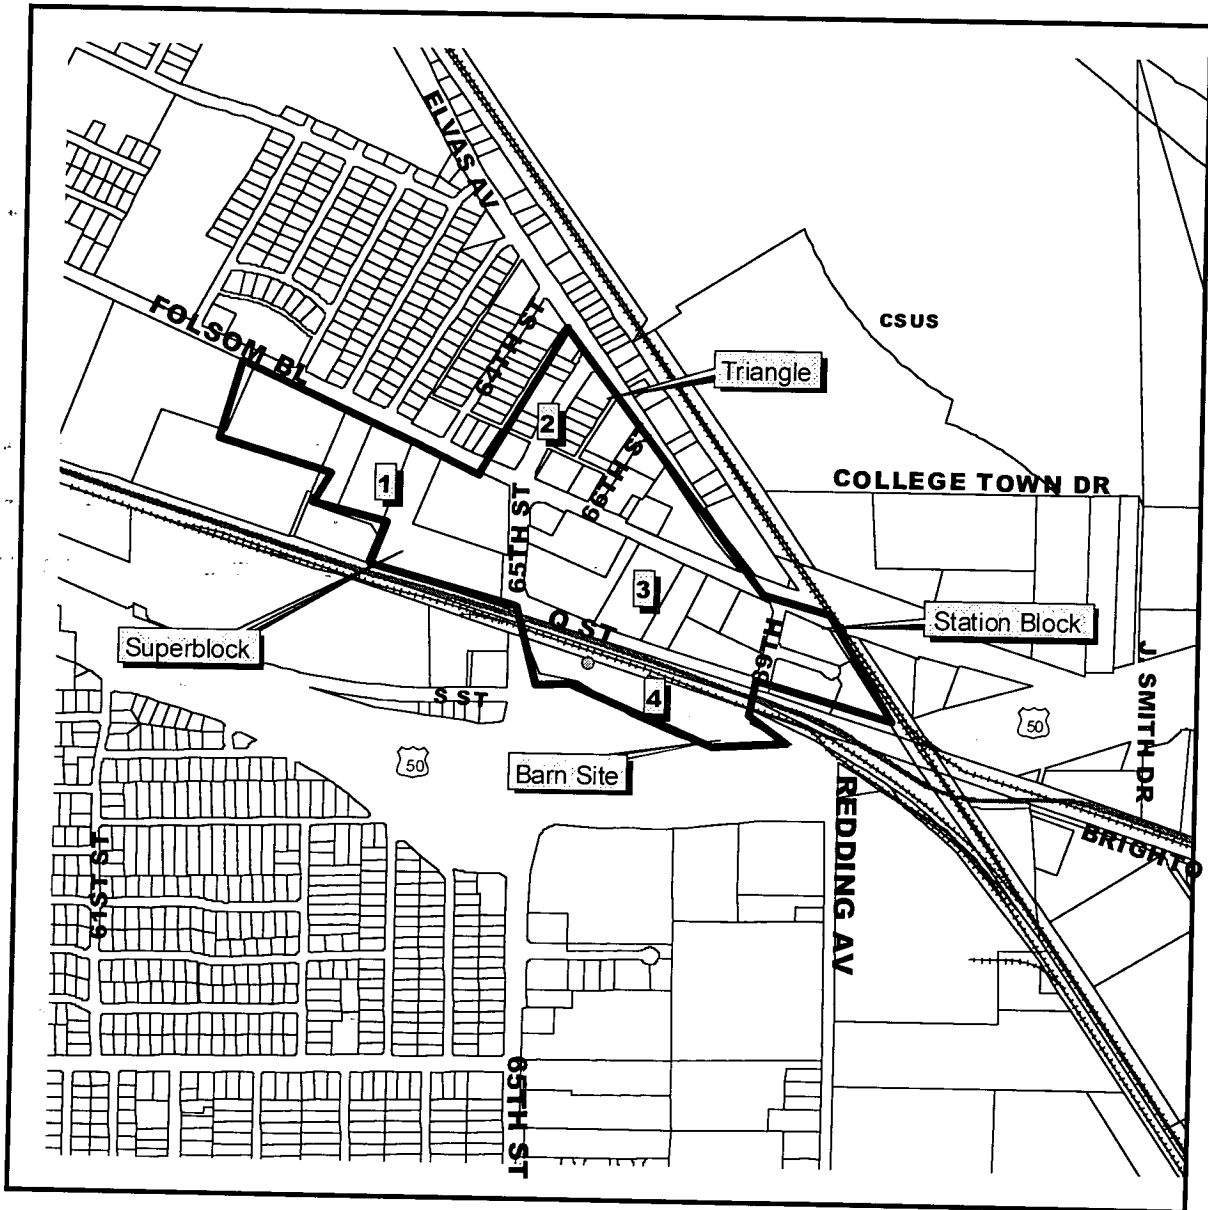 ELVAS AV
CSUS
FOLSOM BL
64TH ST
Triangle
2
66TH ST
COLLEGE TOWN DR
1
65TH ST
3
Q ST
Station Block
69TH
Superblock
S ST
4
J. SMITH DR
50
50
Barn Site
REDDING AV
BRIGHTO
61ST ST
65TH ST